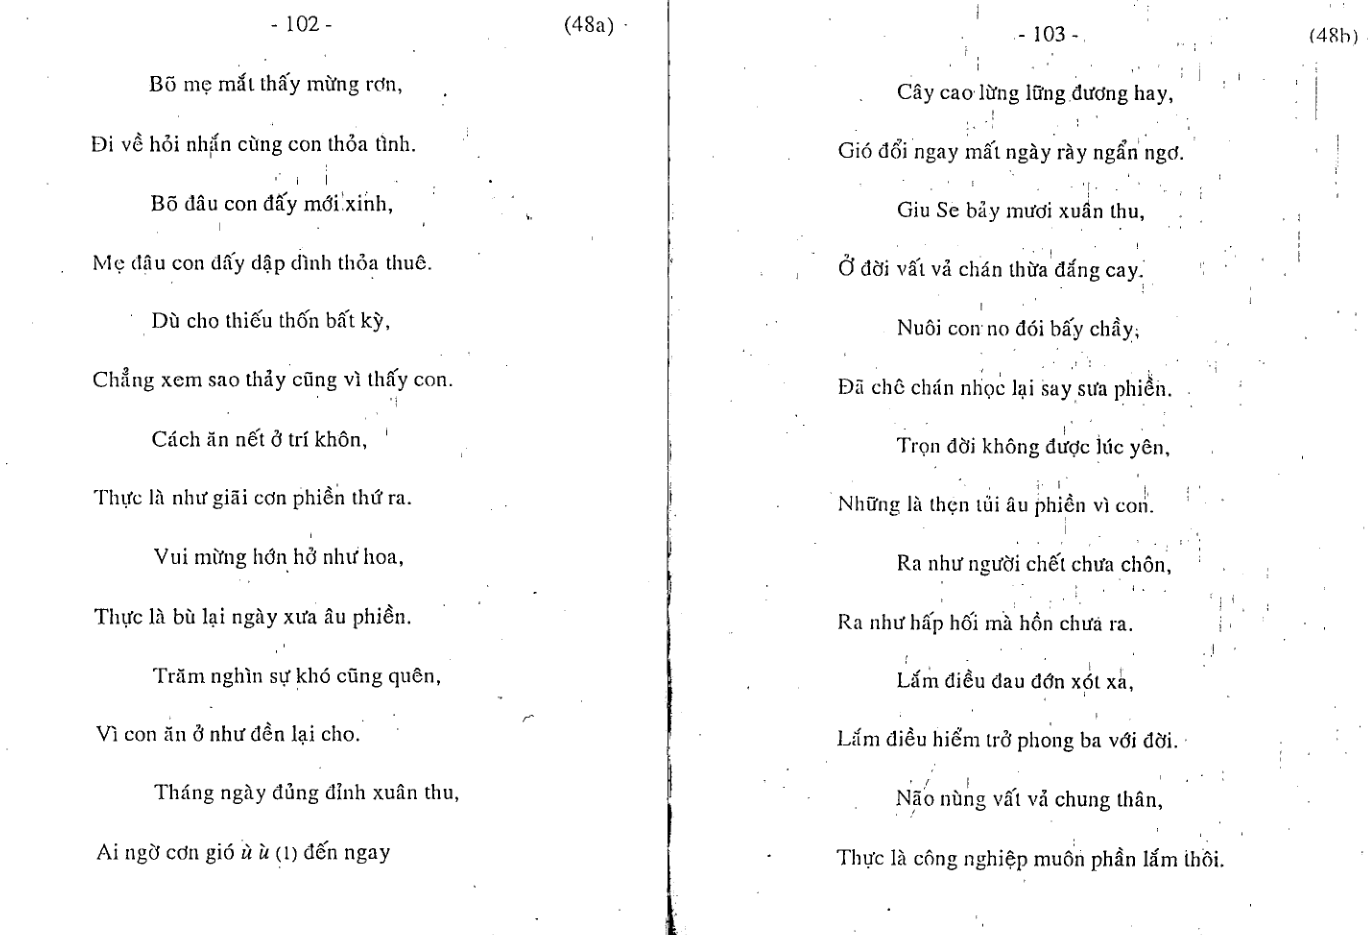 - 102 -
(48a)
Bõ mẹ mắt thấy mừng rơn,
Đi về hỏi nhắn cùng con thỏa tình.
Bõ đâu con đấy mới xinh,
Mẹ đậu con đấy dập dình thỏa thuê.
Dù cho thiếu thốn bất kỳ,
Chẳng xem sao thảy cũng vì thấy con.
Cách ăn nết ở trí khôn,
Thực là như giãi cơn phiền thứ ra.
Vui mừng hớn hở như hoa,
Thực là bù lại ngày xưa âu phiền.
Trăm nghìn sự khó cũng quên,
Vì con ăn ở như đền lại cho.
Tháng ngày đủng đỉnh xuân thu,
Ai ngờ cơn gió ù ù (1) đến ngay
- 103 -
(48b)
Cây cao lừng lững đương hay,
Gió đổi ngay mất ngày rày ngẩn ngơ.
Giu Se bảy mươi xuân thu,
Ở đời vất vả chán thừa đắng cay.
Nuôi con no đói bấy chầy,
Đã chê chán nhọc lại say sưa phiền.
Trọn đời không được lúc yên,
Những là thẹn tủi âu phiền vì con.
Ra như người chết chưa chôn,
Ra như hấp hối mà hồn chưa ra.
Lắm điều đau đớn xót xa,
Lắm điều hiểm trở phong ba với đời.
Não nùng vất vả chung thân,
Thực là công nghiệp muôn phần lắm thôi.